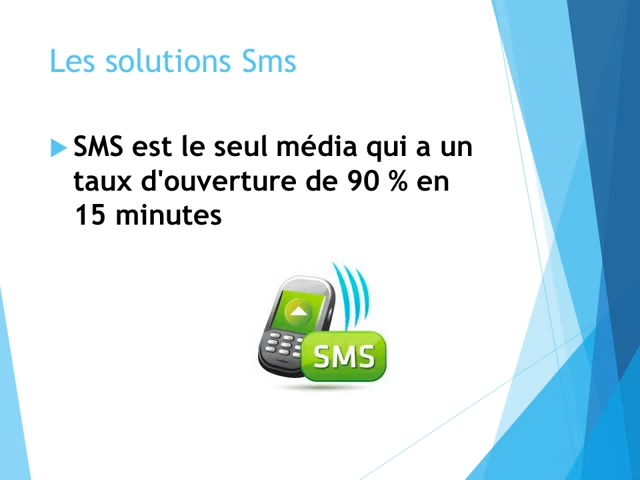 Les solutions Sms
SMS est le seul média qui a un
taux d'ouverture de 90 % en
15 minutes
SMS